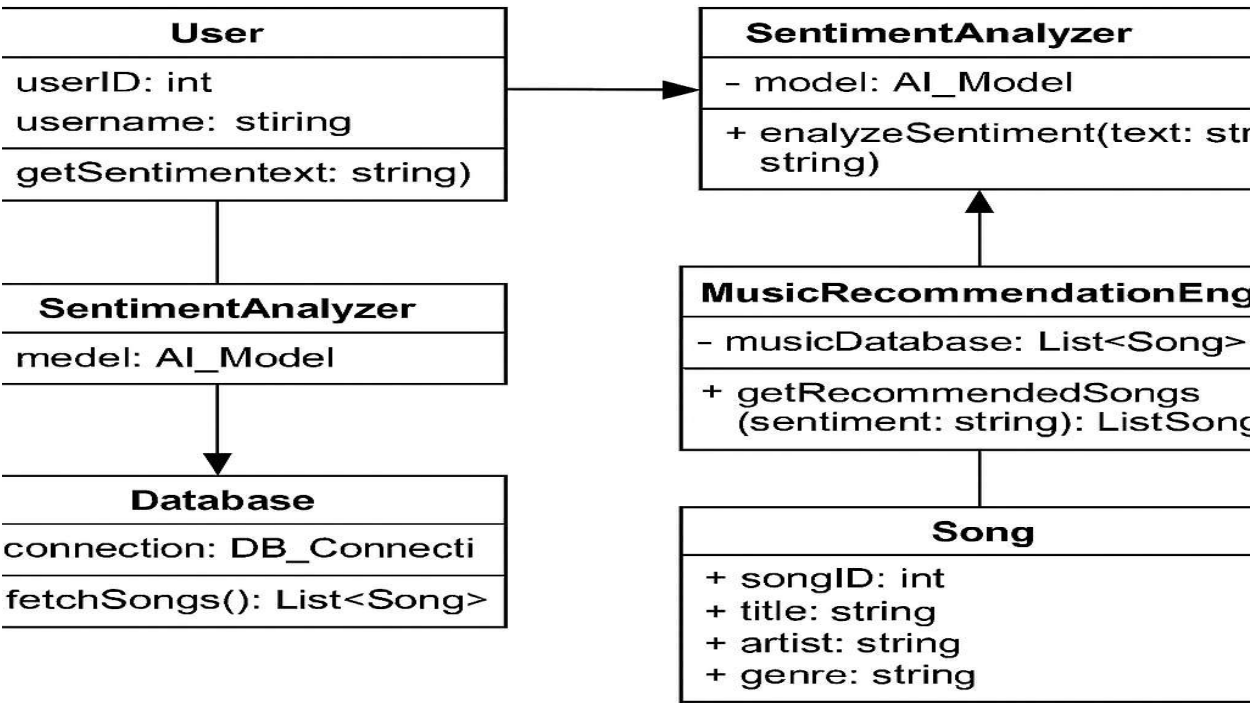 User
userID: int
username: stiring
getSentimentext: string)
SentimentAnalyzer
- model: AI_Model
+ enalyzeSentiment(text: str
string)
SentimentAnalyzer
medel: AI_Model
MusicRecommendationEng
- musicDatabase: List<Song>
+ getRecommendedSongs
(sentiment: string): ListSong
Database
connection: DB_Connecti
fetchSongs(): List<Song>
Song
+ songID: int
+ title: string
+ artist: string
+ genre: string